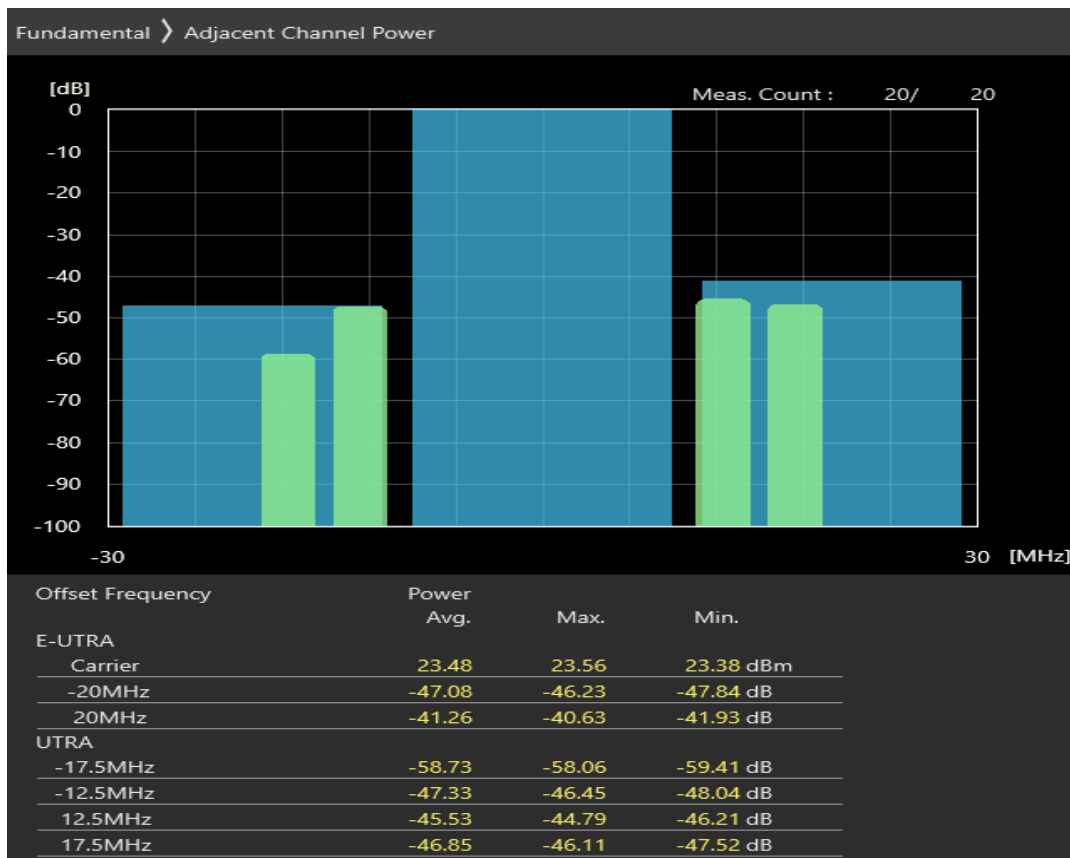 Fundamental 〉 Adjacent Channel Power
[dB]
Meas. Count : 20/ 20
0
-10
-20
-30
-40
-50
-60
-70
-80
-90
-100
-30 30 [MHz]
Offset Frequency Power
Avg. Max. Min.
E-UTRA
Carrier 23.48 23.56 23.38 dBm
-20MHz -47.08 -46.23 -47.84 dB
20MHz -41.26 -40.63 -41.93 dB
UTRA
-17.5MHz -58.73 -58.06 -59.41 dB
-12.5MHz -47.33 -46.45 -48.04 dB
12.5MHz -45.53 -44.79 -46.21 dB
17.5MHz -46.85 -46.11 -47.52 dB